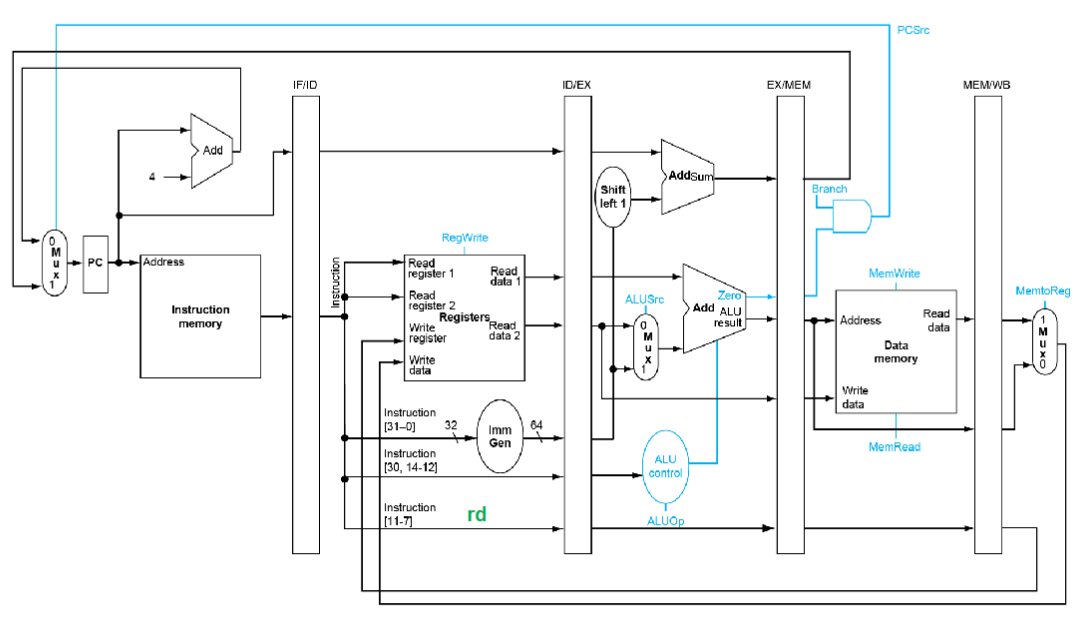 PCSrc
IF/ID
ID/EX
EX/MEM
MEM/WB
Add
4
Shift
left 1
AddSum
Branch
0
M
u
x
1
PC
Address
Instruction
memory
Instruction
RegWrite
Read
register 1
Read
register 2
Registers
Write
register
Write
data
Read
data 1
Read
data 2
ALUSrc
0
M
u
x
1
Add
Zero
ALU
result
MemWrite
Address
Read
data
Data
memory
Write
data
MemRead
MemtoReg
1
M
u
x
0
Instruction
[31–0]
32
Imm
Gen
64
Instruction
[30, 14-12]
ALU
control
ALUOp
Instruction
[11-7]
rd